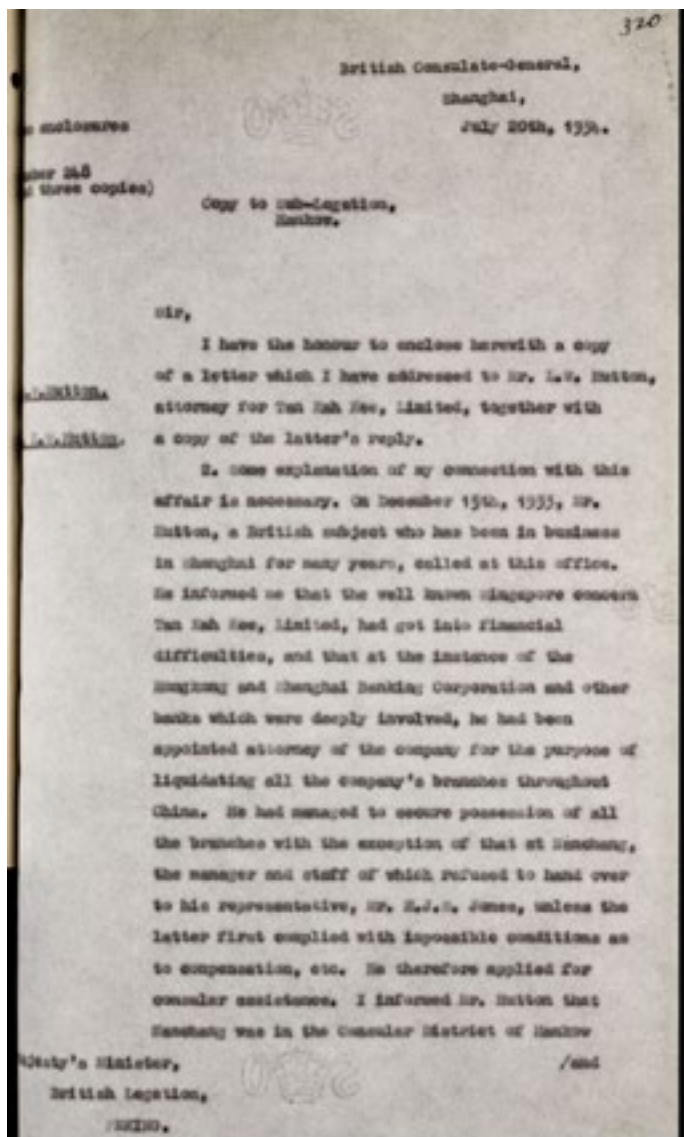 320
British Consulate-General,
Shanghai,
enclosures
July 20th, 1934.
248
three copies)
Copy to Sub-Legation,
Hankow.
Sir,
I have the honour to enclose herewith a copy
of a letter which I have addressed to Mr. L.W. Hutton,
.W.Hutton.
attorney for Tan Kah Kee, Limited, together with
L.W.Hutton.
a copy of the latter's reply.
2. Some explanation of my connection with this
affair is necessary. On December 15th, 1933, Mr.
Hutton, a British subject who has been in business
in Shanghai for many years, called at this office.
He informed me that the well known Singapore concern
Tan Kah Kee, Limited, had got into financial
difficulties, and that at the instance of the
Hongkong and Shanghai Banking Corporation and other
banks which were deeply involved, he had been
appointed attorney of the company for the purpose of
liquidating all the company's branches throughout
China. He had managed to secure possession of all
the branches with the exception of that at Nanchang,
the manager and staff of which refused to hand over
to his representative, Mr. Jones, unless the
latter first complied with impossible conditions as
to compensation, etc. He therefore applied for
consular assistance. I informed Mr. Hutton that
Nanchang was in the Consular District of Hankow
jesty's Minister,
/and
British Legation,
PEKING.